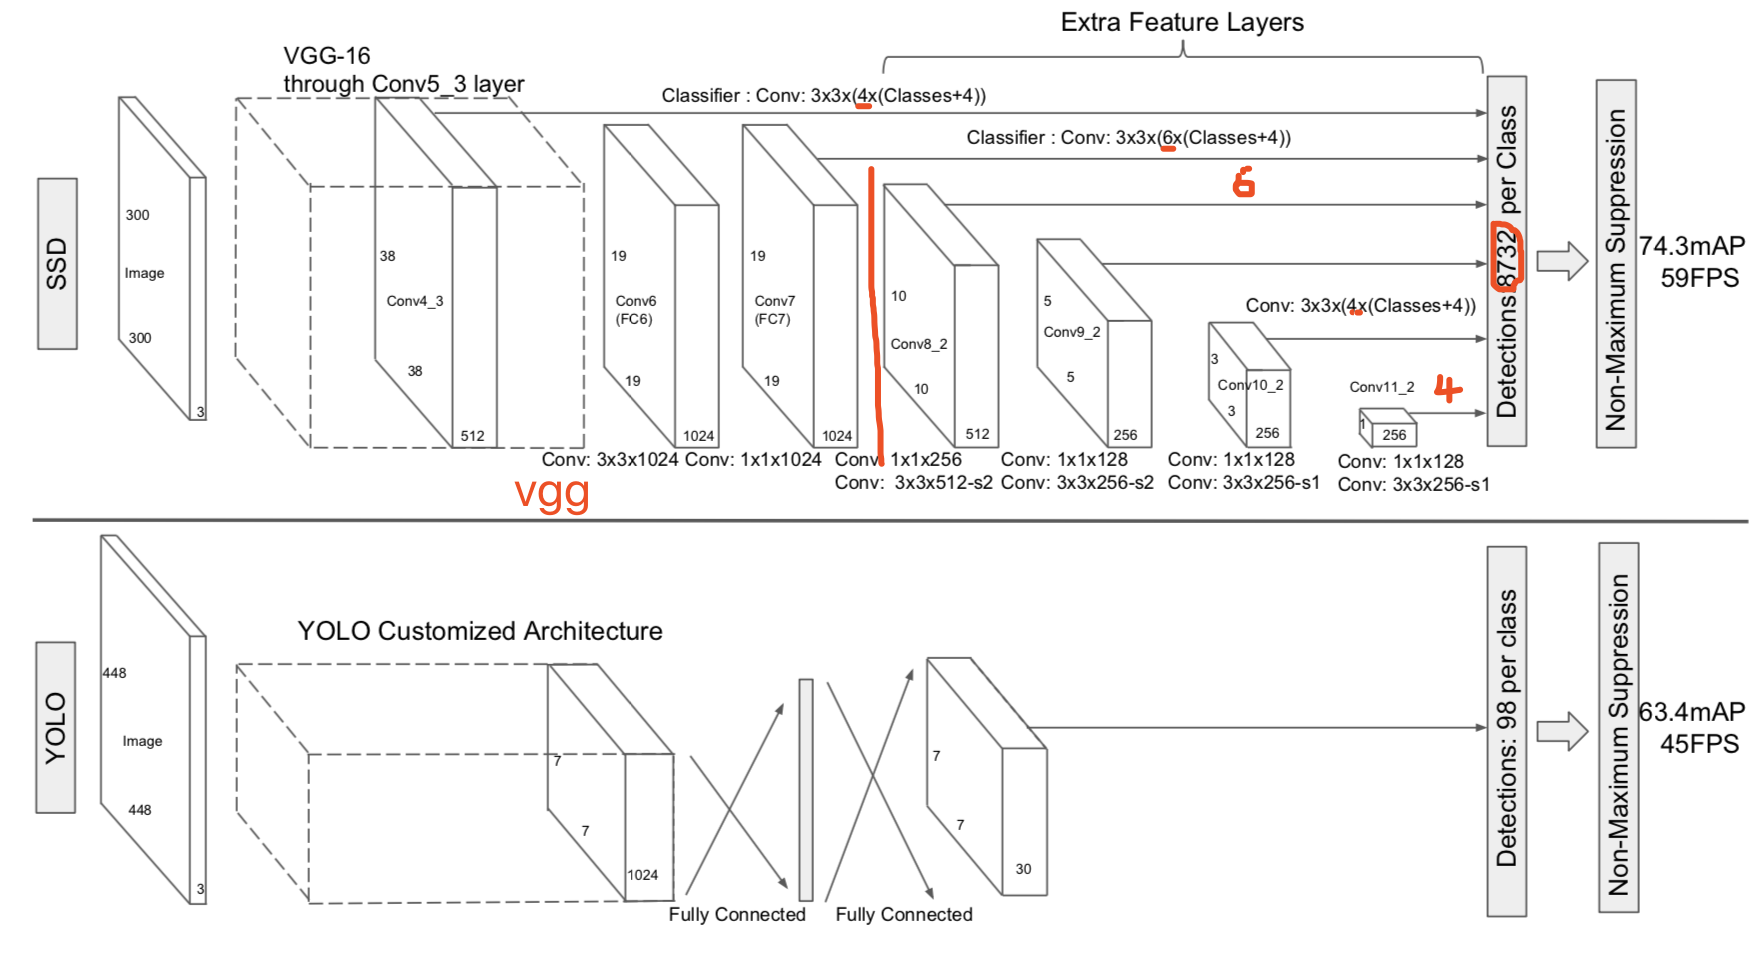 Extra Feature Layers
VGG-16
through Conv5_3 layer
Classifier : Conv: 3x3x(4x(Classes+4))
Classifier : Conv: 3x3x(6x(Classes+4))
6
SSD
300
Image
300
3
38
Conv4_3
38
512
19
Conv6
(FC6)
19
1024
19
Conv7
(FC7)
19
1024
10
Conv8_2
10
512
5
Conv9_2
5
256
Conv: 3x3x(4x(Classes+4))
3
Conv10_2
3
256
Conv11_2
4
1
256
Detections:8732 per Class
Non-Maximum Suppression
74.3mAP
59FPS
Conv: 3x3x1024
Conv: 1x1x1024
Conv: 1x1x256
Conv: 3x3x512-s2
Conv: 1x1x128
Conv: 3x3x256-s2
Conv: 1x1x128
Conv: 3x3x256-s1
Conv: 1x1x128
Conv: 3x3x256-s1
vgg
YOLO
448
Image
448
3
YOLO Customized Architecture
7
7
1024
Fully Connected
Fully Connected
7
7
30
Detections: 98 per class
Non-Maximum Suppression
63.4mAP
45FPS